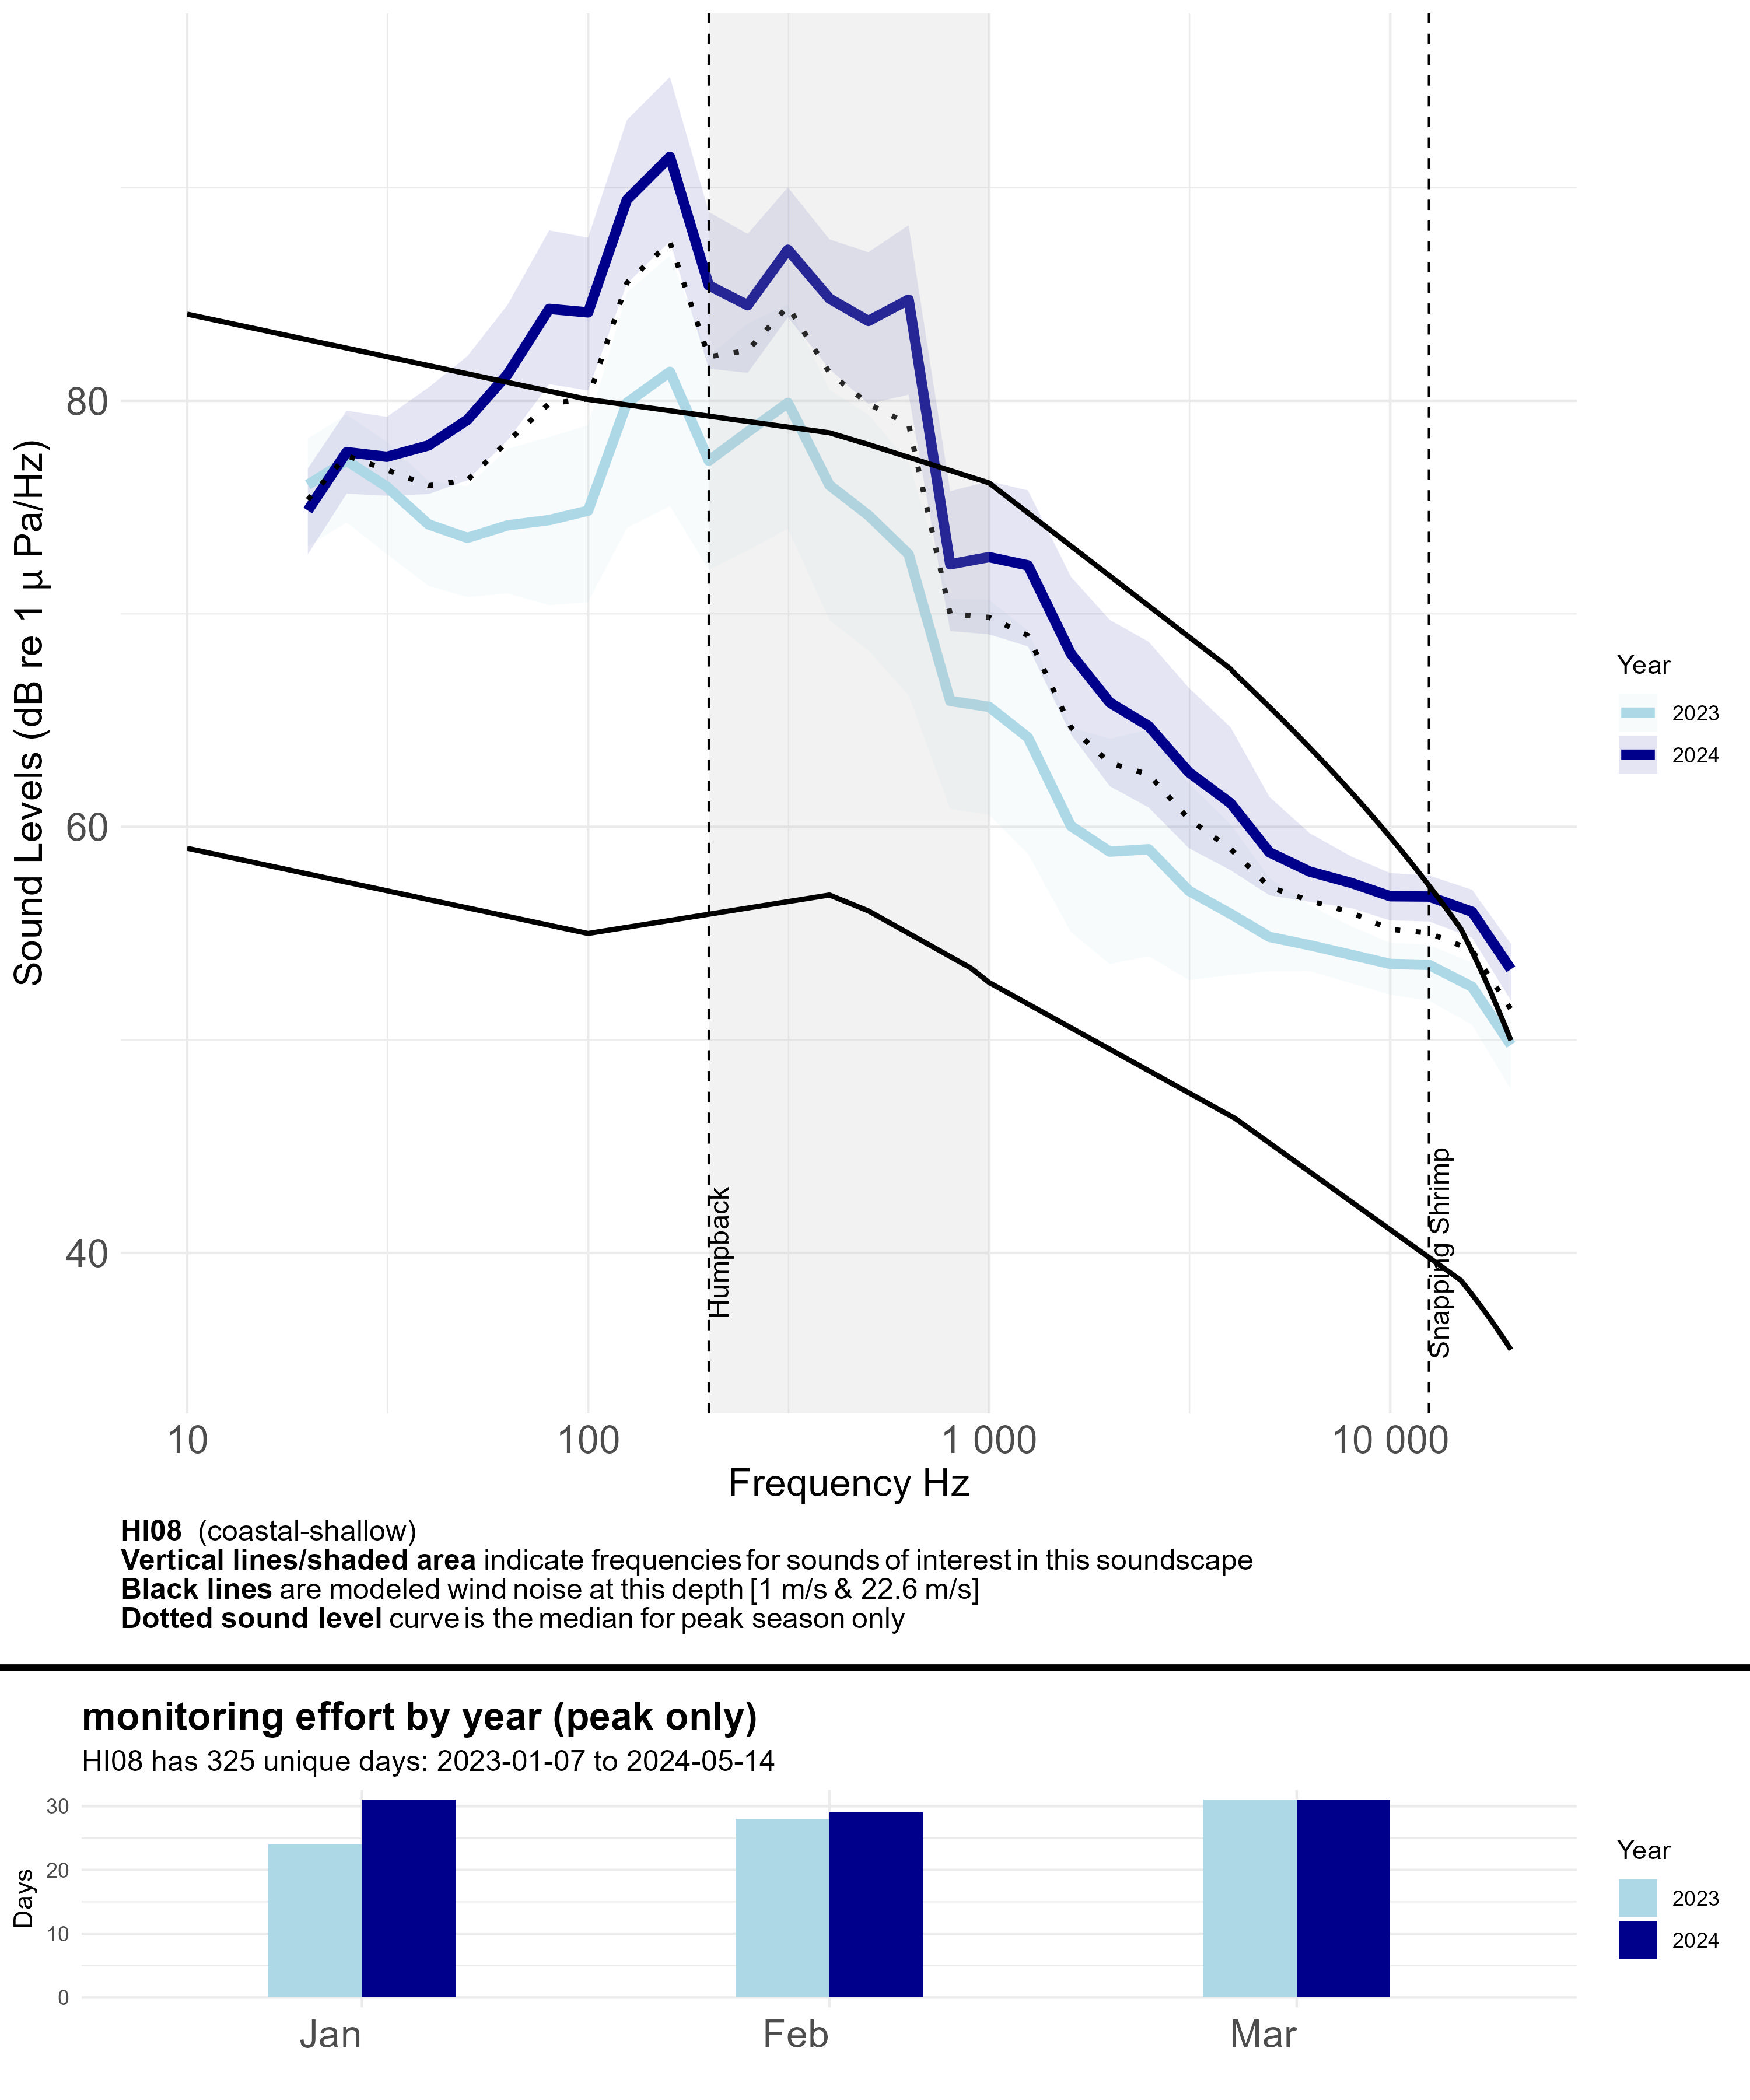 Sound Levels (dB re 1 µ Pa/Hz)
80
60
40
Humpback
Snapping Shrimp
10
100
1 000
10 000
Frequency Hz
Year
2023
2024
HI08 (coastal-shallow)
Vertical lines/shaded area indicate frequencies for sounds of interest in this soundscape
Black lines are modeled wind noise at this depth [1 m/s & 22.6 m/s]
Dotted sound level curve is the median for peak season only
monitoring effort by year (peak only)
HI08 has 325 unique days: 2023-01-07 to 2024-05-14
Days
30
20
10
0
Jan
Feb
Mar
Year
2023
2024